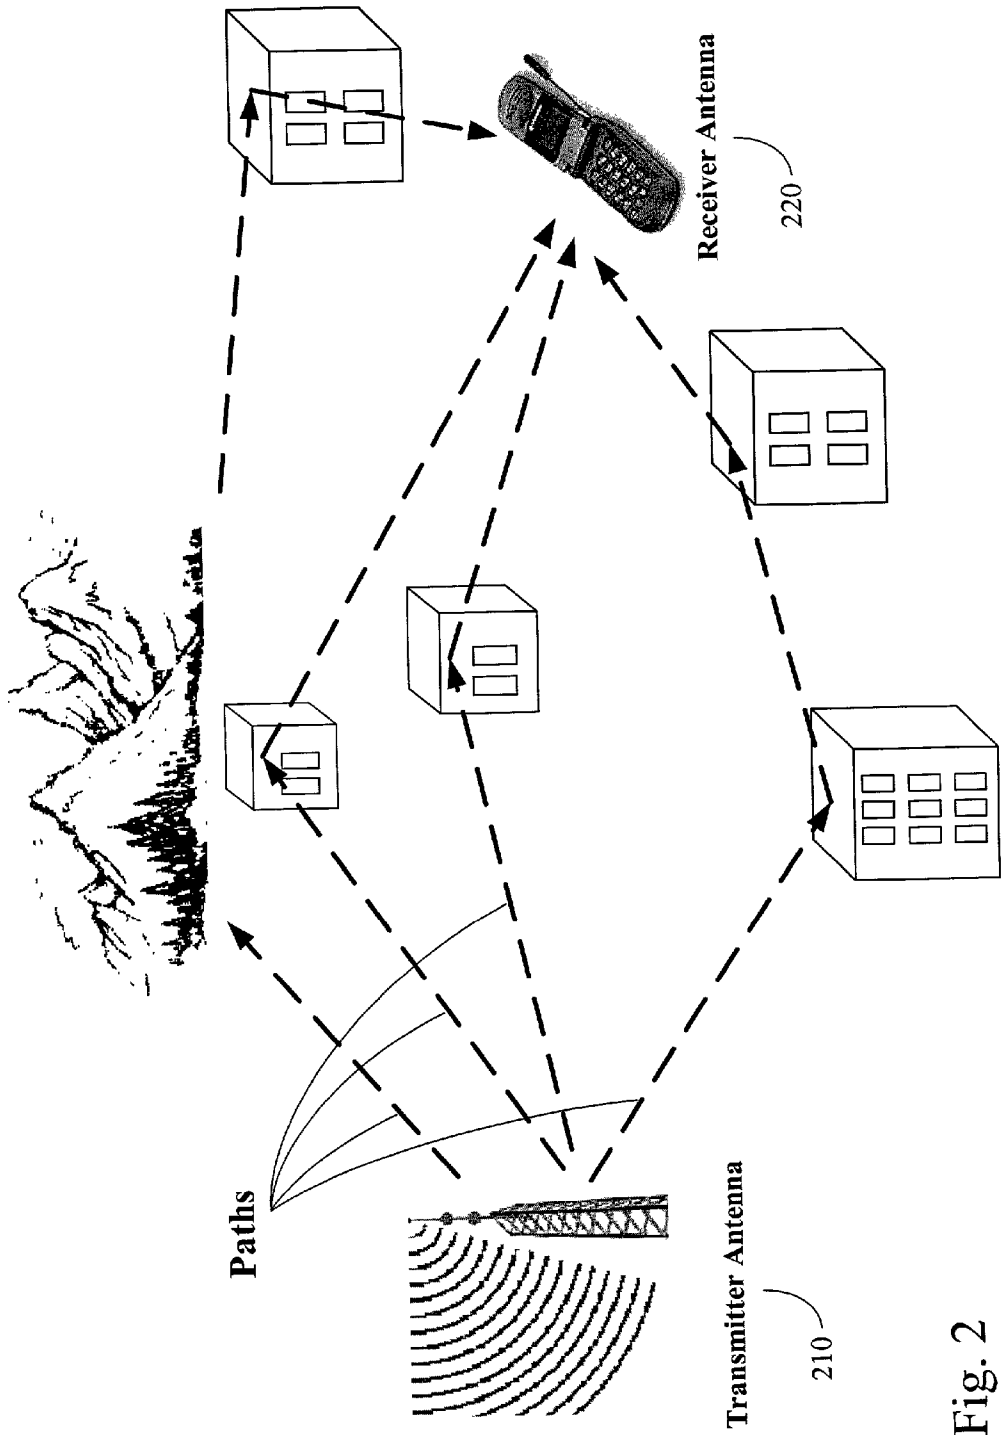 Paths
Receiver Antenna
220
Transmitter Antenna
210
Fig. 2